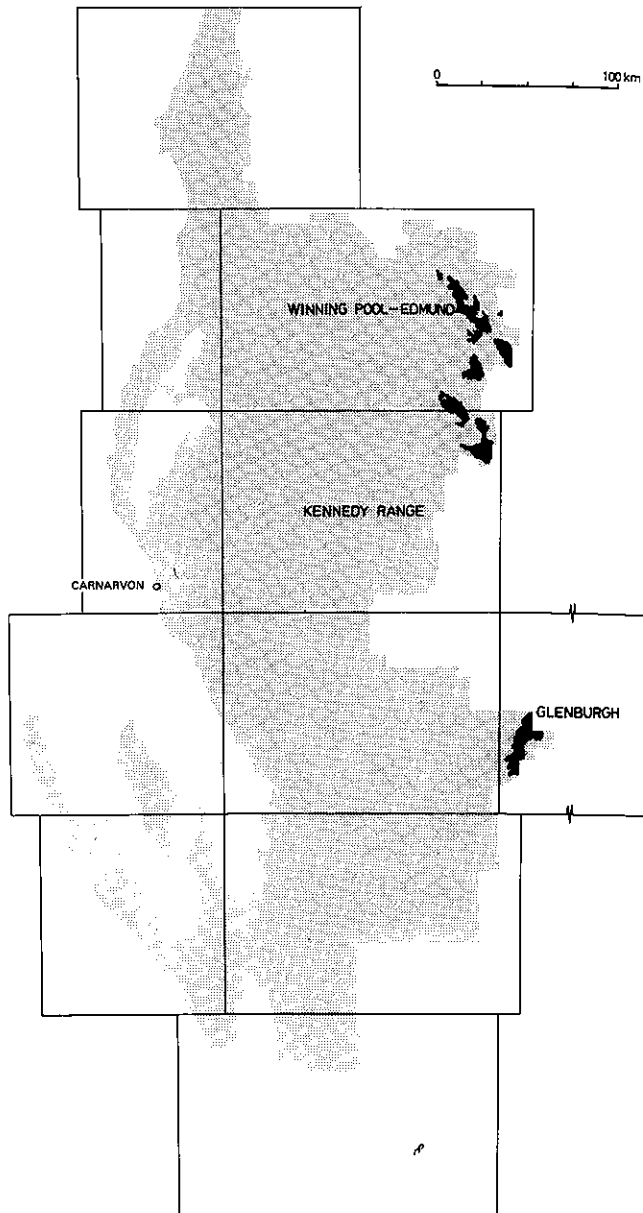 0 100 km
WINNING POOL–EDMUND
KENNEDY RANGE
CARNARVON
GLENBURGH